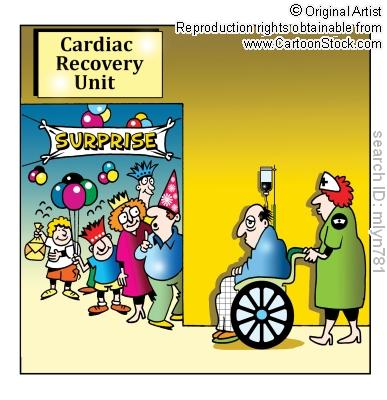 © Original Artist
Reproduction rights obtainable from
www.CartoonStock.com
Cardiac
Recovery
Unit
SURPRISE
search ID: mlyn781